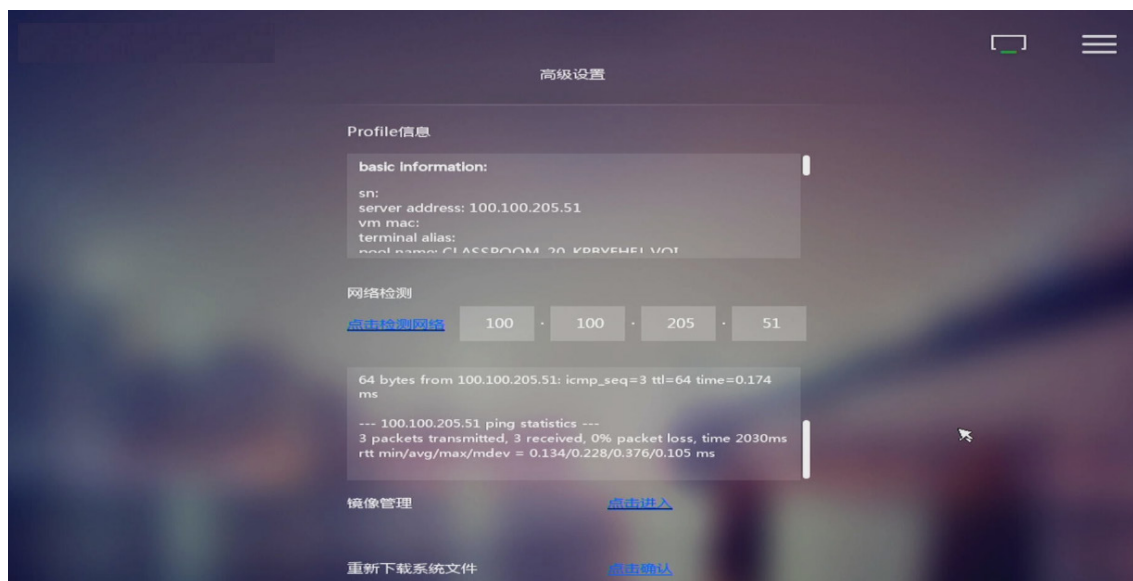 高级设置
Profile信息
basic information:
sn:
server address: 100.100.205.51
vm mac:
terminal alias:
pool name: CLASSROOM_20_KPBYEHEJ_VOI
网络检测
点击检测网络 100 . 100 . 205 . 51
64 bytes from 100.100.205.51: icmp_seq=3 ttl=64 time=0.174
ms
--- 100.100.205.51 ping statistics ---
3 packets transmitted, 3 received, 0% packet loss, time 2030ms
rtt min/avg/max/mdev = 0.134/0.228/0.376/0.105 ms
镜像管理 点击进入
重新下载系统文件 点击确认